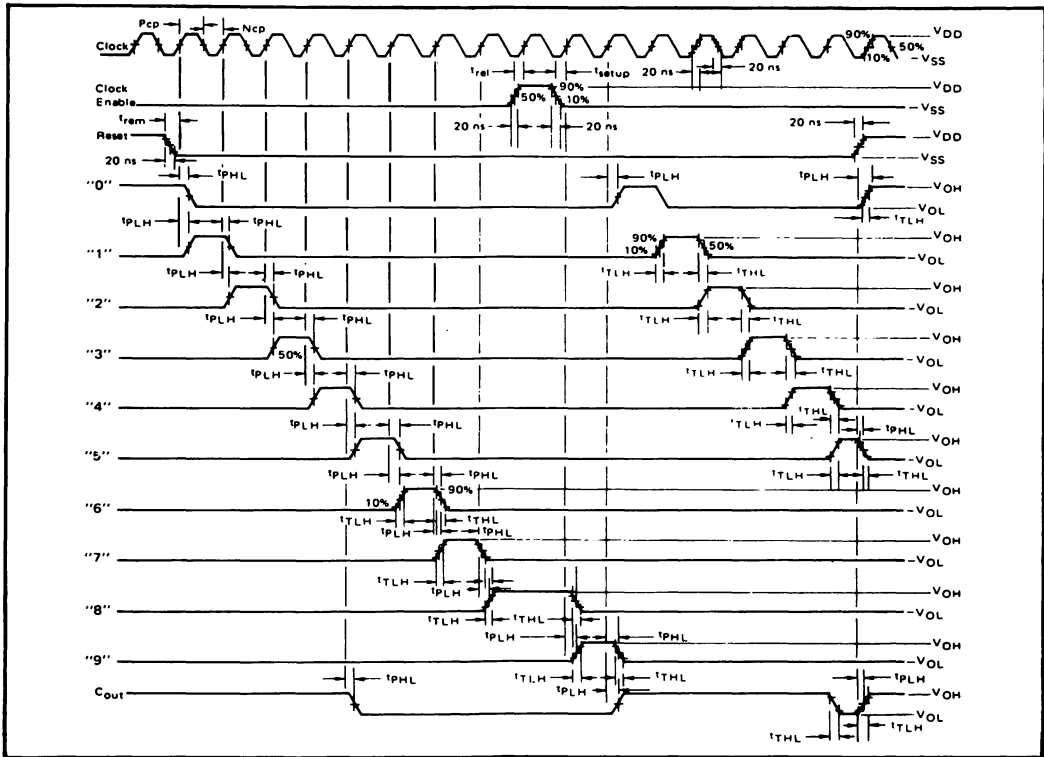 Pcp Ncp
Clock 90% VDD
50%
10% VSS
trel tsetup 20 ns 20 ns
Clock Enable 50% 90% VDD
10% VSS
trem 20 ns 20 ns 20 ns
Reset VDD
20 ns VSS
tPHL tPLH tPLH
"0" VOH
VOL
tPLH tPHL tTLH
"1" 90% 10% 50% VOH
VOL
tPLH tPHL tTLH tTHL
"2" VOH
VOL
tPLH tPHL tTLH tTHL
"3" 50% VOH
VOL
tPLH tPHL tTLH tTHL
"4" VOH
tTHL VOL
tPLH tPHL tTLH tPHL
"5" VOH
VOL
tPLH tPHL tTLH tTHL
"6" 10% 90% VOH
VOL
tTLH tTHL
tPLH tPHL
"7" VOH
VOL
tTLH tPLH
"8" VOH
VOL
tTLH tTHL
tPLH tPHL
"9" VOH
VOL
tPHL tTLH tTHL tPLH
tPLH
Cout VOH
VOL
tTHL tTLH